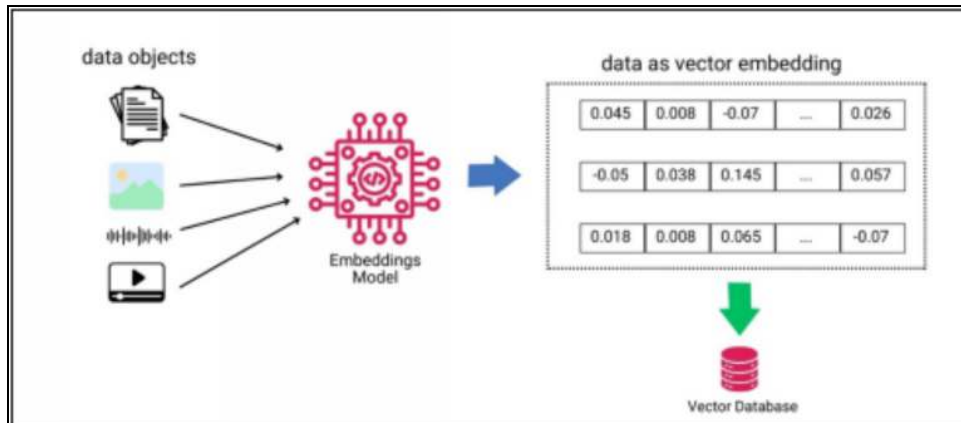 data objects
Embeddings
Model
data as vector embedding
0.045 0.008 -0.07 .... 0.026
-0.05 0.038 0.145 .... 0.057
0.018 0.008 0.065 .... -0.07
Vector Database